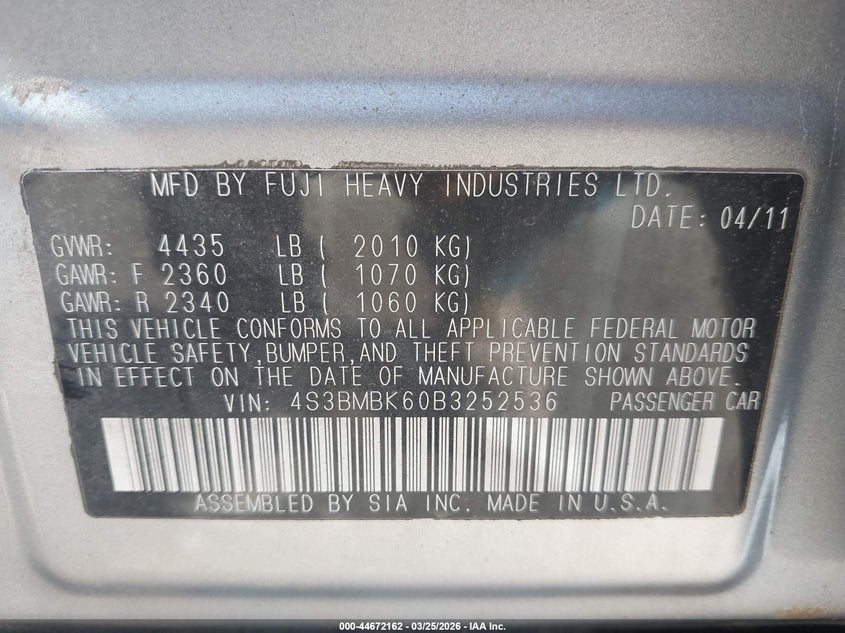 MFD BY FUJI HEAVY INDUSTRIES LTD.
DATE: 04/11
GVWR: 4435 LB ( 2010 KG)
GAWR: F 2360 LB ( 1070 KG)
GAWR: R 2340 LB ( 1060 KG)
THIS VEHICLE CONFORMS TO ALL APPLICABLE FEDERAL MOTOR
VEHICLE SAFETY,BUMPER,AND THEFT PREVENTION STANDARDS
IN EFFECT ON THE DATE OF MANUFACTURE SHOWN ABOVE.
VIN: 4S3BMBK60B3252536 PASSENGER CAR
ASSEMBLED BY SIA INC. MADE IN U.S.A.
000-44672162 - 03/25/2026 - IAA Inc.